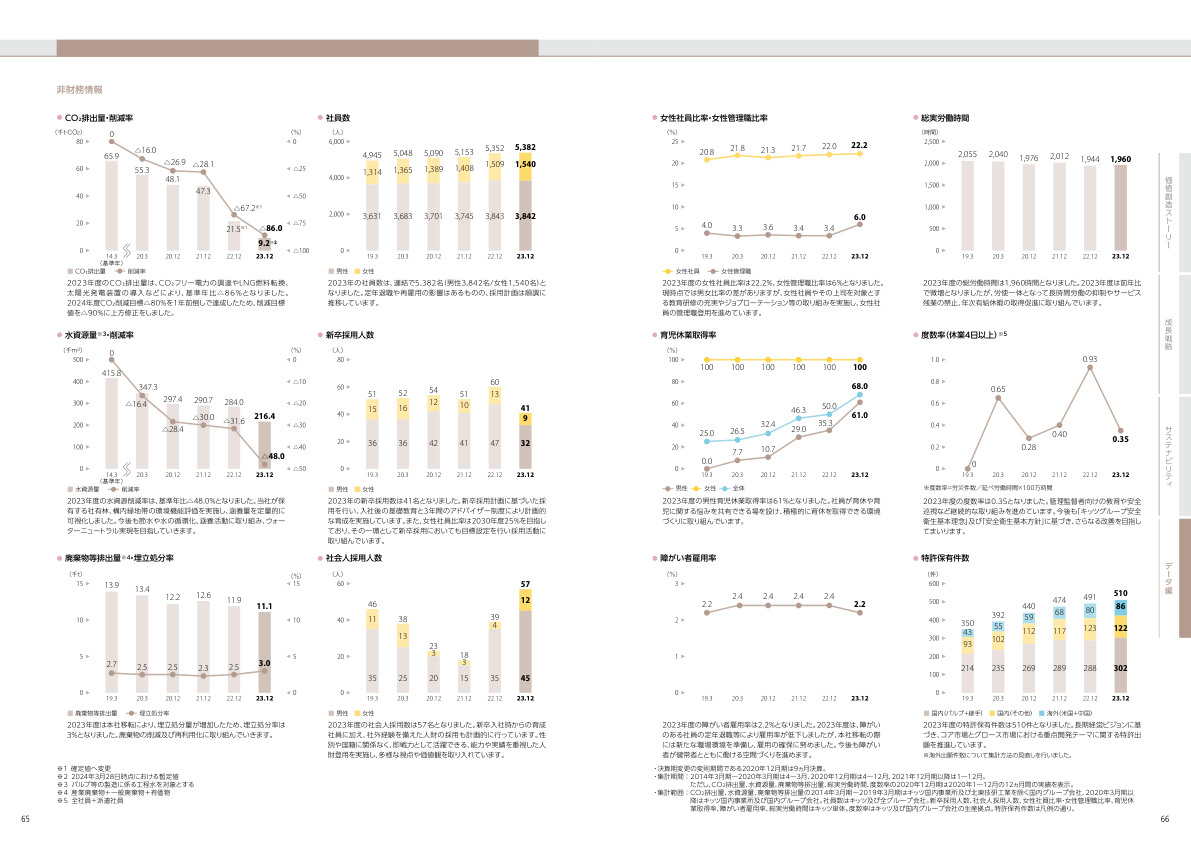 非財務情報
CO₂排出量・削減率
(千t-CO₂)
(%)
80
60
40
20
0
0
△25
△50
△75
△100
0
△16.0
△26.9
△28.1
△67.2※1
△86.0
65.9
55.3
48.1
47.3
21.5※1
9.2※2
14.3 20.3 20.12 21.12 22.12 23.12
(基準年)
CO₂排出量 削減率
2023年度のCO₂排出量は、CO₂フリー電力の調達やLNG燃料転換、
太陽光発電装置の導入などにより、基準年比△86%となりました。
2024年度CO₂削減目標△80%を1年前倒しで達成したため、削減目標
値を△90%に上方修正をしました。
社員数
(人)
6,000
4,000
2,000
0
4,945 5,048 5,090 5,153 5,352 5,382
1,314 1,365 1,389 1,408 1,509 1,540
3,631 3,683 3,701 3,745 3,843 3,842
19.3 20.3 20.12 21.12 22.12 23.12
男性 女性
2023年の社員数は、連結で5,382名(男性3,842名/女性1,540名)と
なりました。定年退職や再雇用の影響はあるものの、採用計画は順調に
推移しています。
水資源量※3・削減率
(千m³)
(%)
500
400
300
200
100
0
0
△10
△20
△30
△40
△50
0
△16.4
△28.4
△30.0
△31.6
△48.0
415.8 347.3 297.4 290.7 284.0 216.4
14.3 20.3 20.12 21.12 22.12 23.12
(基準年)
水資源量 削減率
2023年度の水資源削減率は、基準年比△48.0%となりました。当社が保
有する社有林、構内緑地等の環境機能評価を実施し、涵養量を定量的に
可視化しました。今後も節水や水の循環化、涵養活動に取り組み、ウォー
ターニュートラル実現を目指していきます。
新卒採用人数
(人)
80
60
40
20
0
51 52 54 51 60 41
15 16 12 10 13 9
36 36 42 41 47 32
19.3 20.3 20.12 21.12 22.12 23.12
男性 女性
2023年の新卒採用数は41名となりました。新卒採用計画に基づいた採
用を行い、入社後の基礎教育と3年間のアドバイザー制度により計画的
な育成を実施しています。また、女性社員比率は2030年度25%を目指し
ており、その一環として新卒採用においても目標設定を行い採用活動に
取り組んでいます。
廃棄物等排出量※4・埋立処分率
(千t)
(%)
15
10
5
0
15
10
5
0
13.9 13.4 12.2 12.6 11.9 11.1
2.7 2.5 2.5 2.3 2.5 3.0
19.3 20.3 20.12 21.12 22.12 23.12
廃棄物等排出量 埋立処分率
2023年度は本社移転により、埋立処分量が増加したため、埋立処分率は
3%となりました。廃棄物の削減及び再利用化に取り組んでいきます。
社会人採用人数
(人)
60
40
20
0
46 38 23 18 39 57
11 13 3 3 4 12
35 25 20 15 35 45
19.3 20.3 20.12 21.12 22.12 23.12
男性 女性
2023年度の社会人採用数は57名となりました。新卒入社時からの育成
社員に加え、社外経験を備えた人財の採用も計画的に行っています。性
別や国籍に関係なく、即戦力として活躍できる、能力や実績を重視した人
財登用を実施し、多様な視点や価値観を取り入れています。
※1 確定値へ変更
※2 2024年3月28日時点における暫定値
※3 バルブ等の製造に係る工程水を対象とする
※4 産業廃棄物+一般廃棄物+有価物
※5 全社員+派遣社員
65
女性社員比率・女性管理職比率
(%)
25
20
15
10
5
0
20.8 21.8 21.3 21.7 22.0 22.2
4.0 3.3 3.6 3.4 3.4 6.0
19.3 20.3 20.12 21.12 22.12 23.12
女性社員 女性管理職
2023年度の女性社員比率は22.2%、女性管理職比率は6%となりました。
現時点では男女比率の差がありますが、女性社員やその上司を対象とす
る教育研修の充実やジョブローテーション等の取り組みを実施し、女性社
員の管理職登用を進めています。
総実労働時間
(時間)
2,500
2,000
1,500
1,000
500
0
2,055 2,040 1,976 2,012 1,944 1,960
19.3 20.3 20.12 21.12 22.12 23.12
2023年度の総労働時間は1,960時間となりました。2023年度は前年比
で微増となりましたが、労使一体となって長時間労働の抑制やサービス
残業の禁止、年次有給休暇の取得促進に取り組んでいます。
育児休業取得率
(%)
100
80
60
40
20
0
100 100 100 100 100 100
25.0 26.5 32.4 46.3 50.0 68.0
0.0 7.7 10.7 29.0 35.3 61.0
19.3 20.3 20.12 21.12 22.12 23.12
男性 女性 全体
2023年度の男性育児休業取得率は61%となりました。社員が育休や育
児に関する悩みを共有できる場を設け、積極的に育休を取得できる環境
づくりに取り組んでいます。
度数率(休業4日以上)※5
1.0
0.8
0.6
0.4
0.2
0
0 0.65 0.28 0.40 0.93 0.35
19.3 20.3 20.12 21.12 22.12 23.12
※度数率=労災件数/延べ労働時間×100万時間
2023年度の度数率は0.35となりました。管理監督者向けの教育や安全
巡視など継続的な取り組みを進めています。今後も「キッツグループ安全
衛生基本理念」及び「安全衛生基本方針」に基づき、さらなる改善を目指し
てまいります。
障がい者雇用率
(%)
3
2
1
0
2.2 2.4 2.4 2.4 2.4 2.2
19.3 20.3 20.12 21.12 22.12 23.12
2023年度の障がい者雇用率は2.2%となりました。2023年度は、障がい
のある社員の定年退職等により雇用率が低下しましたが、本社移転の際
には新たな職場環境を準備し、雇用の確保に努めました。今後も障がい
者が健常者とともに働ける空間づくりを進めます。
特許保有件数
(件)
600
500
400
300
200
100
0
350 392 440 474 491 510
43 55 59 68 80 86
93 102 112 117 123 122
214 235 269 289 288 302
19.3 20.3 20.12 21.12 22.12 23.12
国内(バルブ+継手) 国内(その他) 海外(米国+中国)
2023年度の特許保有件数は510件となりました。長期経営ビジョンに基
づき、コア市場とグロース市場における重点開発テーマに関する特許出
願を推進しています。
※海外出願件数について集計方法の見直しを行いました。
・決算期変更の変則期間である2020年12月期は9ヵ月決算。
・集計期間:2014年3月期―2020年3月期は4―3月、2020年12月期は4―12月、2021年12月期以降は1―12月。
ただし、CO₂排出量、水資源量、廃棄物等排出量、総実労働時間、度数率の2020年12月期は2020年1―12月の12ヵ月間の実績を表示。
・集計範囲:CO₂排出量、水資源量、廃棄物等排出量の2014年3月期―2019年3月期はキッツ国内事業所及び北東技研工業を除く国内グループ会社、2020年3月期以
降はキッツ国内事業所及び国内グループ会社。社員数はキッツ及び全グループ会社。新卒採用人数、社会人採用人数、女性社員比率・女性管理職比率、育児休
業取得率、障がい者雇用率、総実労働時間はキッツ単体。度数率はキッツ及び国内グループ会社の生産拠点。特許保有件数は凡例の通り。
66
価値創造ストーリー
成長戦略
サステナビリティ
データ編